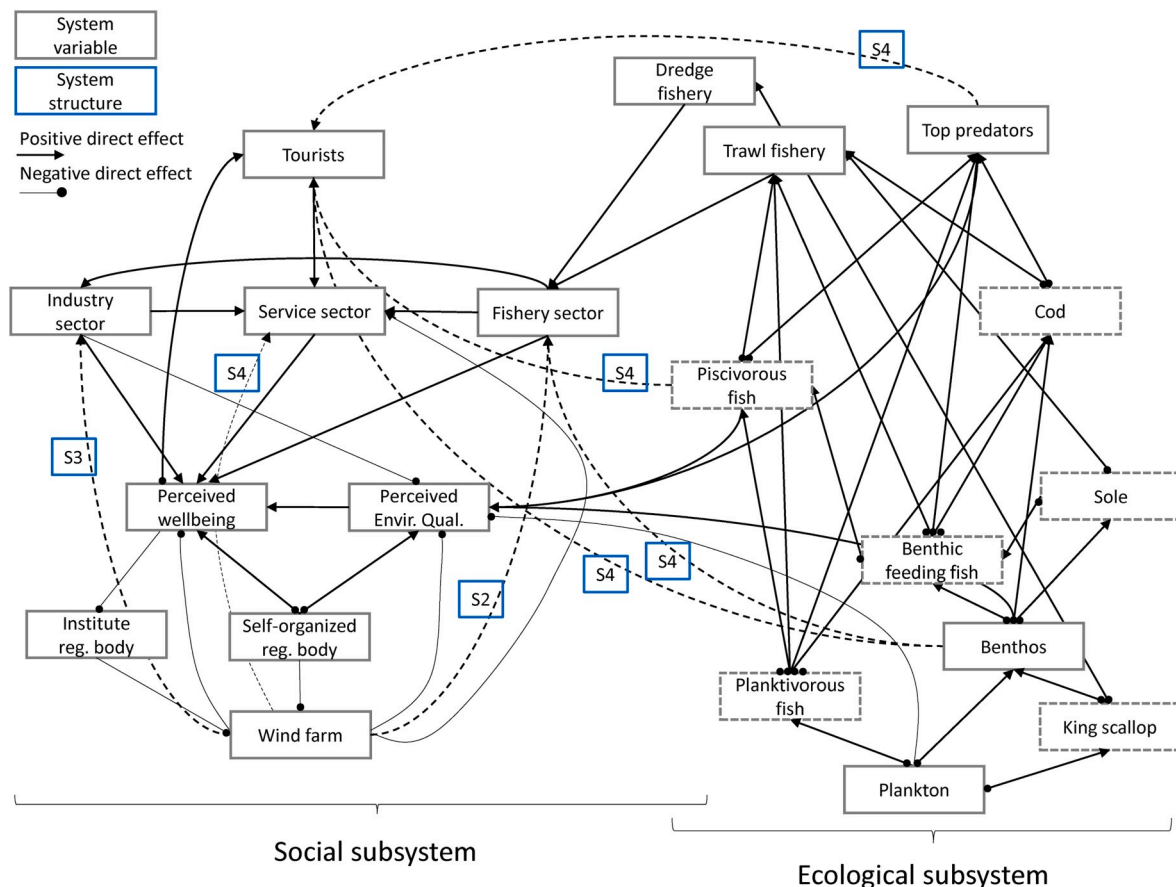 System
variable
System
structure
Positive direct effect
Negative direct effect
S4
Dredge
fishery
Top predators
Trawl fishery
Tourists
Industry
sector
Service sector
Fishery sector
Cod
S4
S4
Piscivorous
fish
S3
Perceived
wellbeing
Perceived
Envir. Qual.
Sole
Benthic
feeding fish
S4
S4
S2
Institute
reg. body
Self-organized
reg. body
Benthos
Planktivorous
fish
King scallop
Wind farm
Plankton
Social subsystem
Ecological subsystem